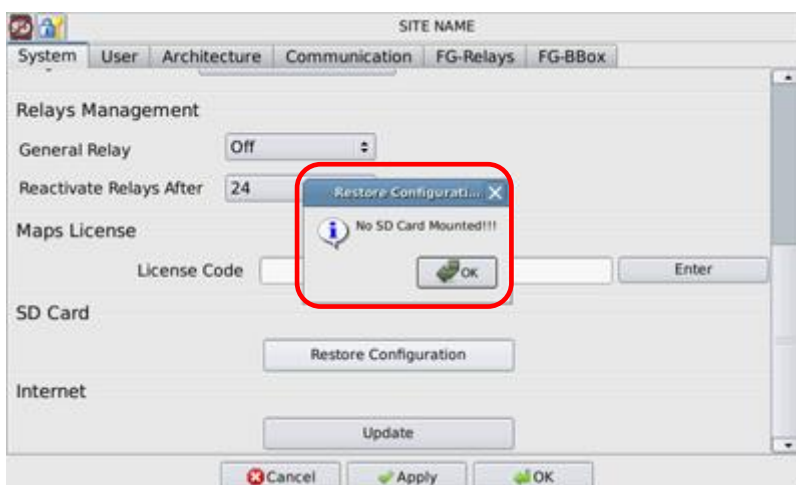 SITE NAME
System User Architecture Communication FG-Relays FG-BBox
Relays Management
General Relay Off
Reactivate Relays After 24
Restore Configurati... X
No SD Card Mounted!!!
OK
Maps License
License Code Enter
SD Card
Restore Configuration
Internet
Update
Cancel Apply OK